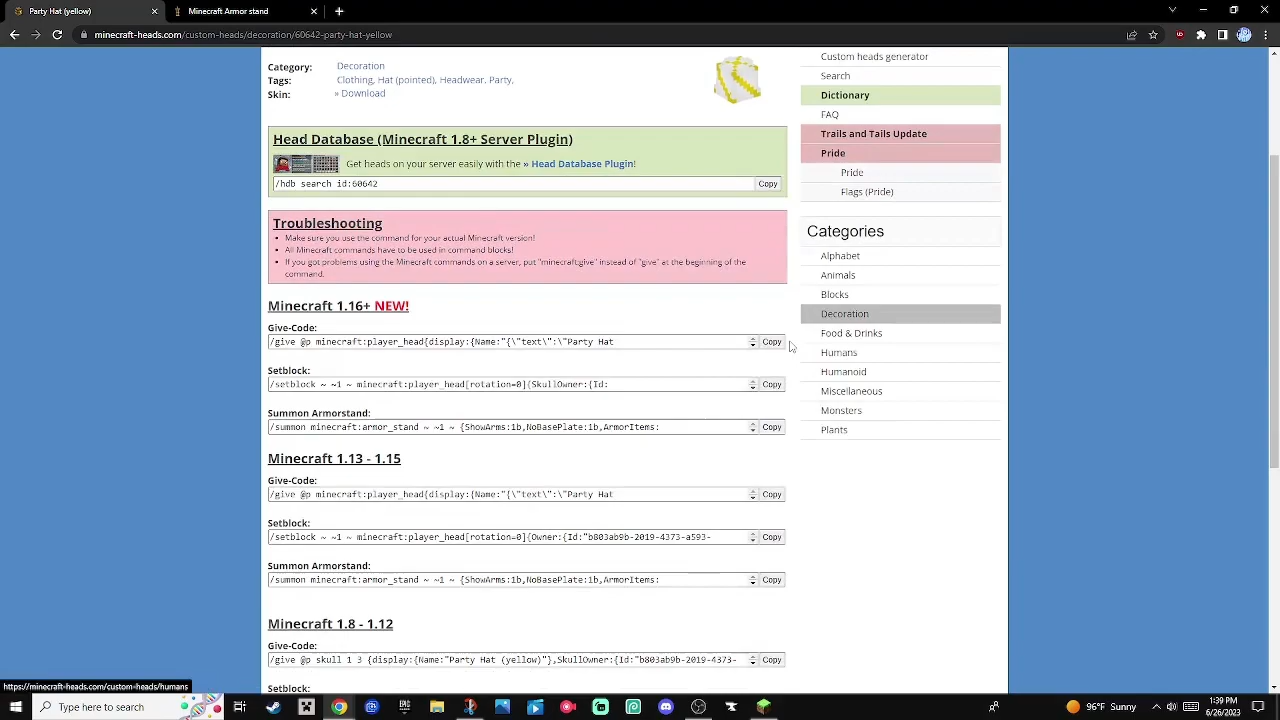 Party Hat (yellow)
Minecraft Armor stand
minecraft-heads.com/custom-heads/decoration/60642-party-hat-yellow
Category: Decoration
Tags: Clothing, Hat (pointed), Headwear, Party,
Skin: » Download
Head Database (Minecraft 1.8+ Server Plugin)
Get heads on your server easily with the » Head Database Plugin!
/hdb search id:60642 Copy
Troubleshooting
Make sure you use the command for your actual Minecraft version!
All Minecraft commands have to be used in command blocks!
If you got problems using the Minecraft commands on a server, put "minecraft:give" instead of "give" at the beginning of the
command.
Minecraft 1.16+ NEW!
Give-Code:
/give @p minecraft:player_head{display:{Name:"{\"text\":\"Party Hat Copy
Setblock:
/setblock ~ ~1 ~ minecraft:player_head[rotation=0]{SkullOwner:{Id: Copy
Summon Armorstand:
/summon minecraft:armor_stand ~ ~1 ~ {ShowArms:1b,NoBasePlate:1b,ArmorItems: Copy
Minecraft 1.13 - 1.15
Give-Code:
/give @p minecraft:player_head{display:{Name:"{\"text\":\"Party Hat Copy
Setblock:
/setblock ~ ~1 ~ minecraft:player_head[rotation=0]{Owner:{Id:"b803ab9b-2019-4373-a593- Copy
Summon Armorstand:
/summon minecraft:armor_stand ~ ~1 ~ {ShowArms:1b,NoBasePlate:1b,ArmorItems: Copy
Minecraft 1.8 - 1.12
Give-Code:
/give @p skull 1 3 {display:{Name:"Party Hat (yellow)"},SkullOwner:{Id:"b803ab9b-2019-4373- Copy
Setblock:
Custom heads generator
Search
Dictionary
FAQ
Trails and Tails Update
Pride
Pride
Flags (Pride)
Categories
Alphabet
Animals
Blocks
Decoration
Food & Drinks
Humans
Humanoid
Miscellaneous
Monsters
Plants
https://minecraft-heads.com/custom-heads/humans
Type here to search
96°F Sunny
1:39 PM
6/26/2023